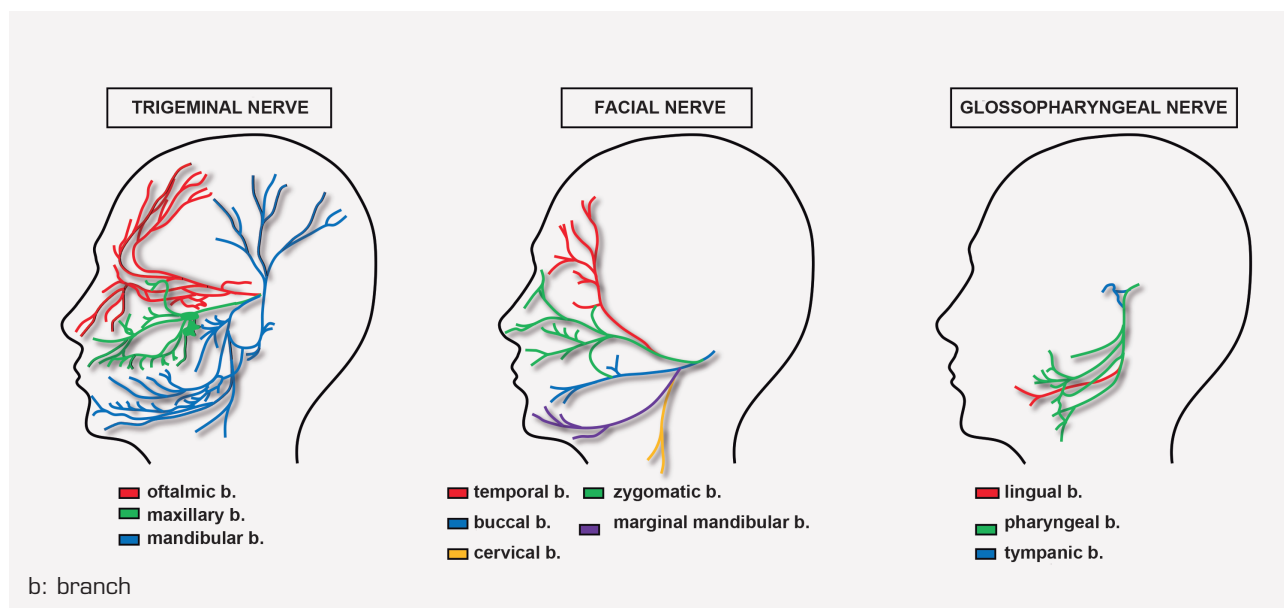 TRIGEMINAL NERVE
FACIAL NERVE
GLOSSOPHARYNGEAL NERVE
oftalmic b.
maxillary b.
mandibular b.
temporal b.
zygomatic b.
buccal b.
marginal mandibular b.
cervical b.
lingual b.
pharyngeal b.
tympanic b.
b: branch